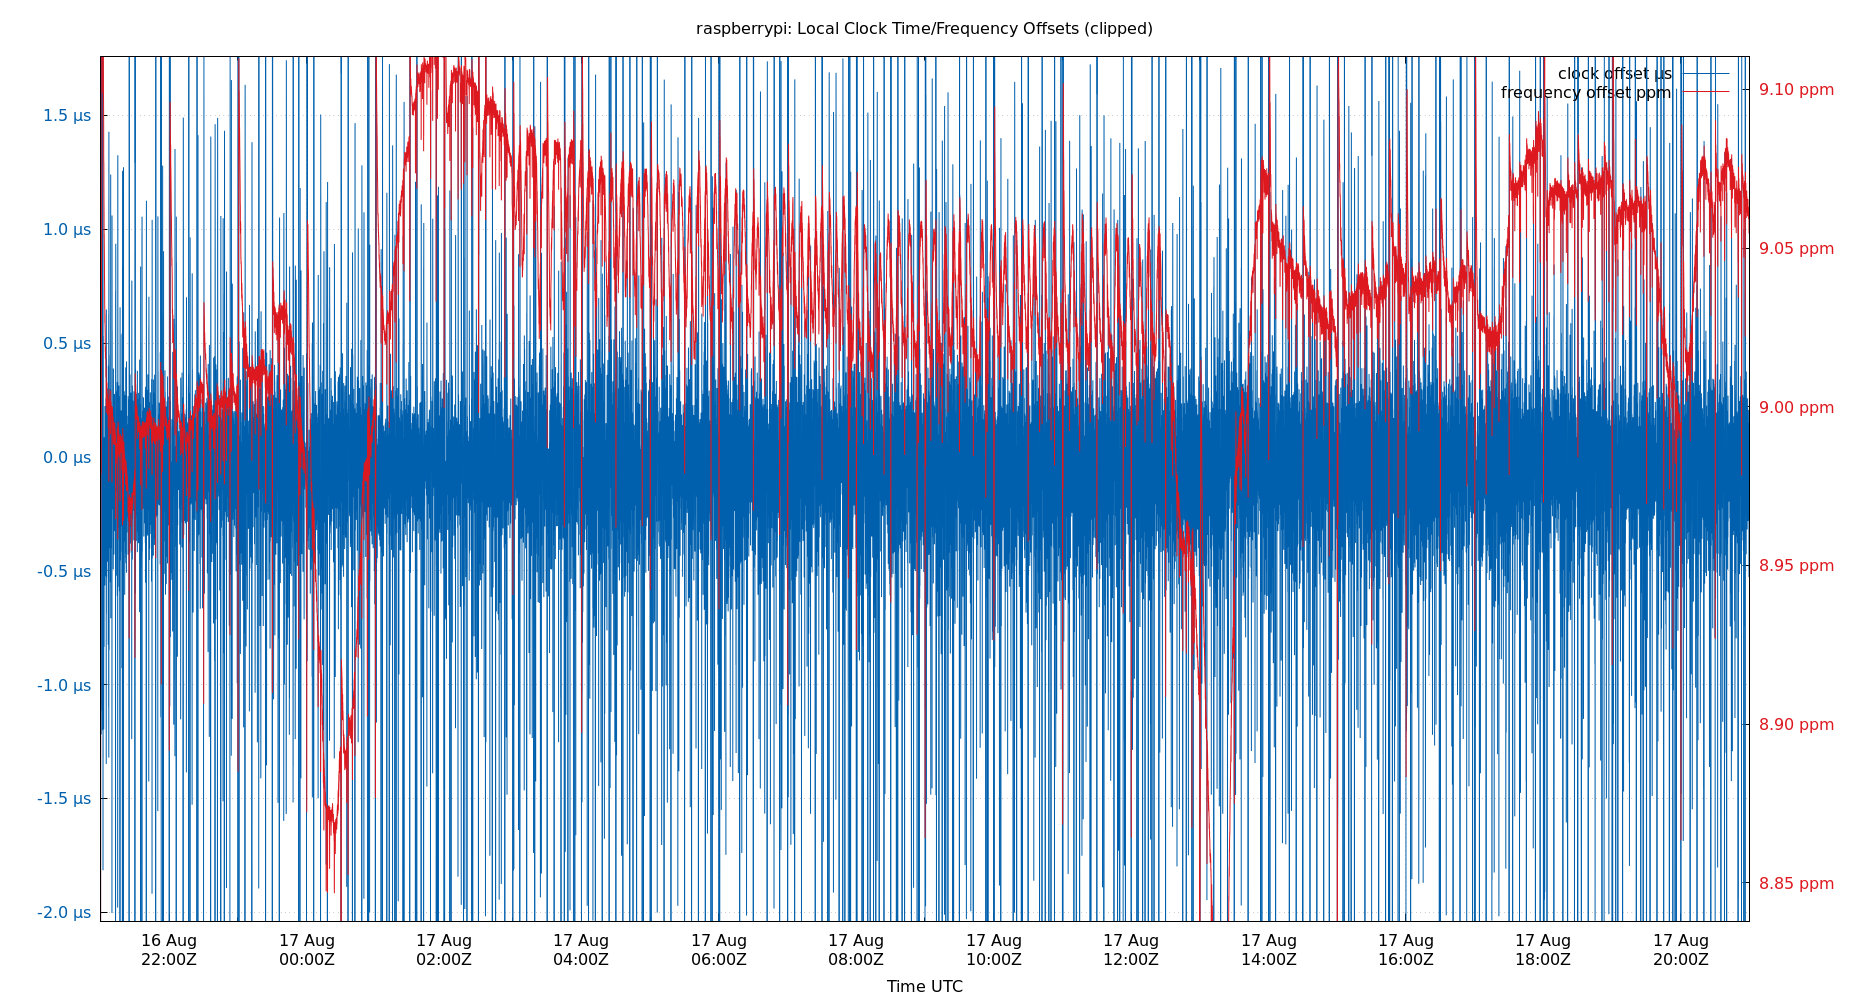 raspberrypi: Local Clock Time/Frequency Offsets (clipped)
clock offset µs
frequency offset ppm
1.5 µs
1.0 µs
0.5 µs
0.0 µs
-0.5 µs
-1.0 µs
-1.5 µs
-2.0 µs
9.10 ppm
9.05 ppm
9.00 ppm
8.95 ppm
8.90 ppm
8.85 ppm
16 Aug 17 Aug 17 Aug 17 Aug 17 Aug 17 Aug 17 Aug 17 Aug 17 Aug 17 Aug 17 Aug 17 Aug
22:00Z 00:00Z 02:00Z 04:00Z 06:00Z 08:00Z 10:00Z 12:00Z 14:00Z 16:00Z 18:00Z 20:00Z
Time UTC